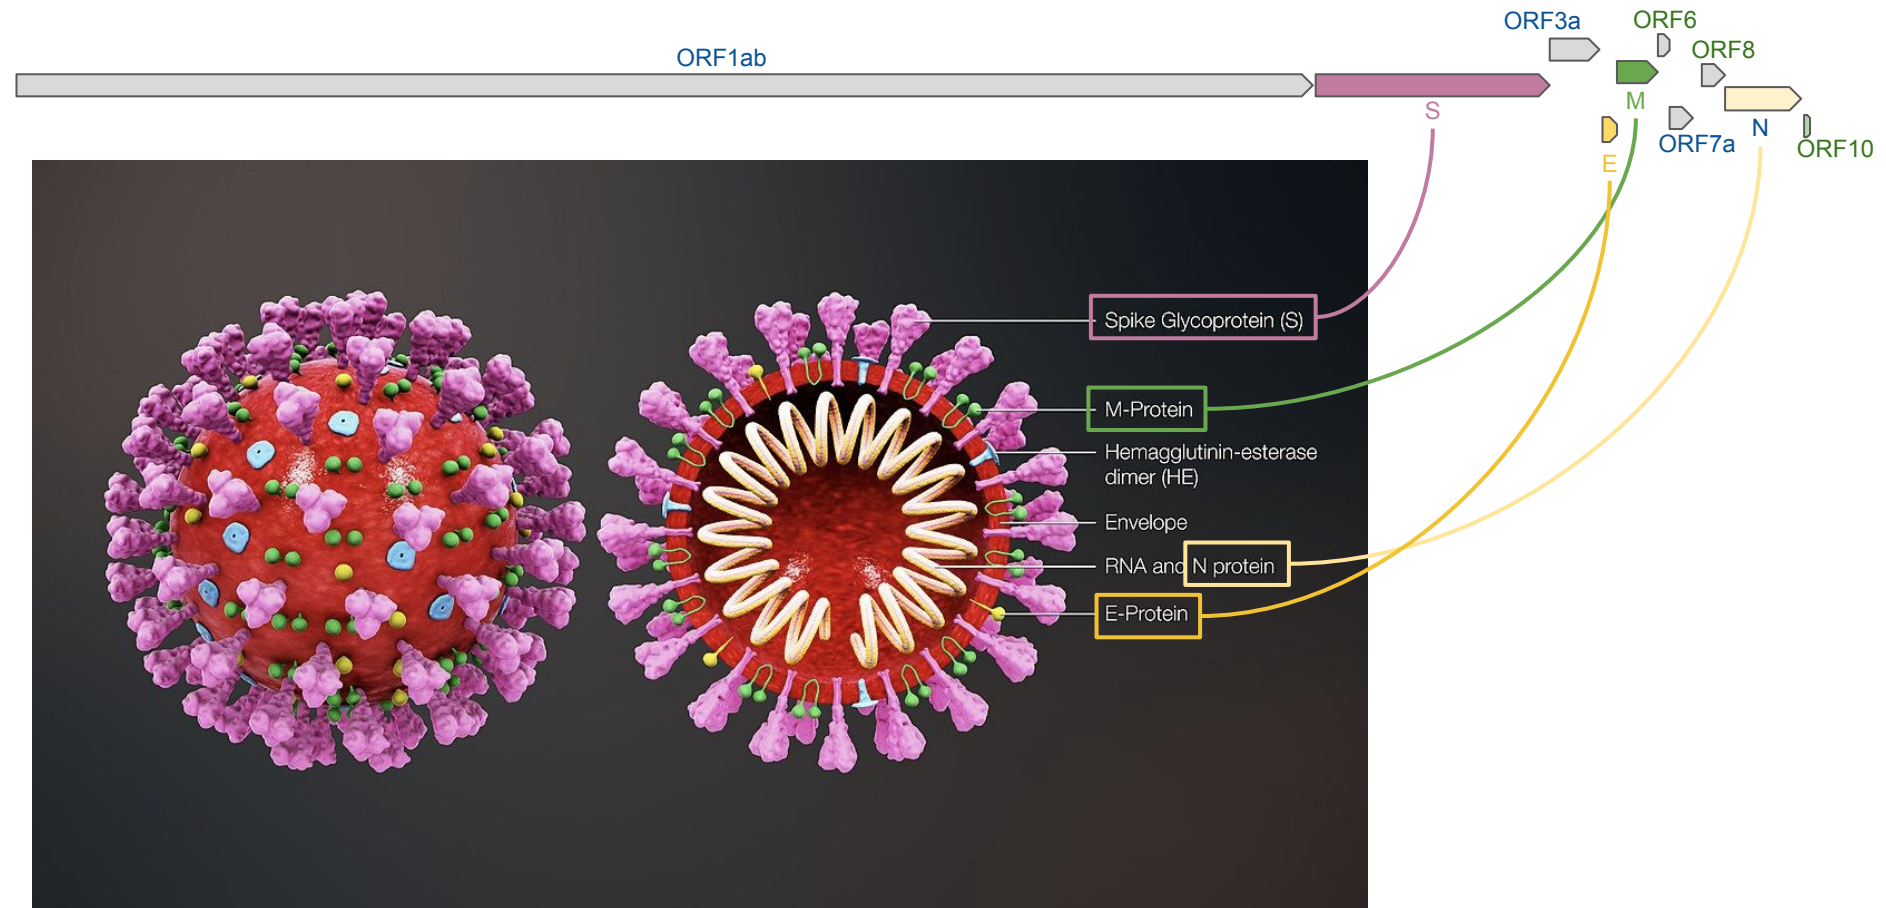 ORF1ab
ORF3a
ORF6
ORF8
S
M
E
ORF7a
N
ORF10
Spike Glycoprotein (S)
M-Protein
Hemagglutinin-esterase
dimer (HE)
Envelope
RNA and N protein
E-Protein